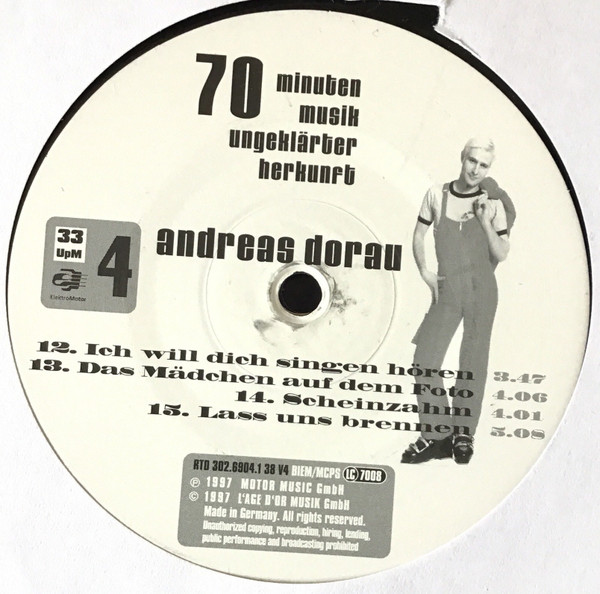 70 minuten
musik
ungeklärter
herkunft
andreas dorau
33
UpM
4
ElektroMotor
12. Ich will dich singen hören 3.47
13. Das Mädchen auf dem Foto 4.06
14. Scheinzahm 4.01
15. Lass uns brennen 5.08
RTD 302.6904.1 38 V4 BIEM/MCPS LC 7008
℗ 1997 MOTOR MUSIC GmbH
© 1997 L'AGE D'OR MUSIK GmbH
Made in Germany. All rights reserved.
Unauthorized copying, reproduction, hiring, lending,
public performance and broadcasting prohibited